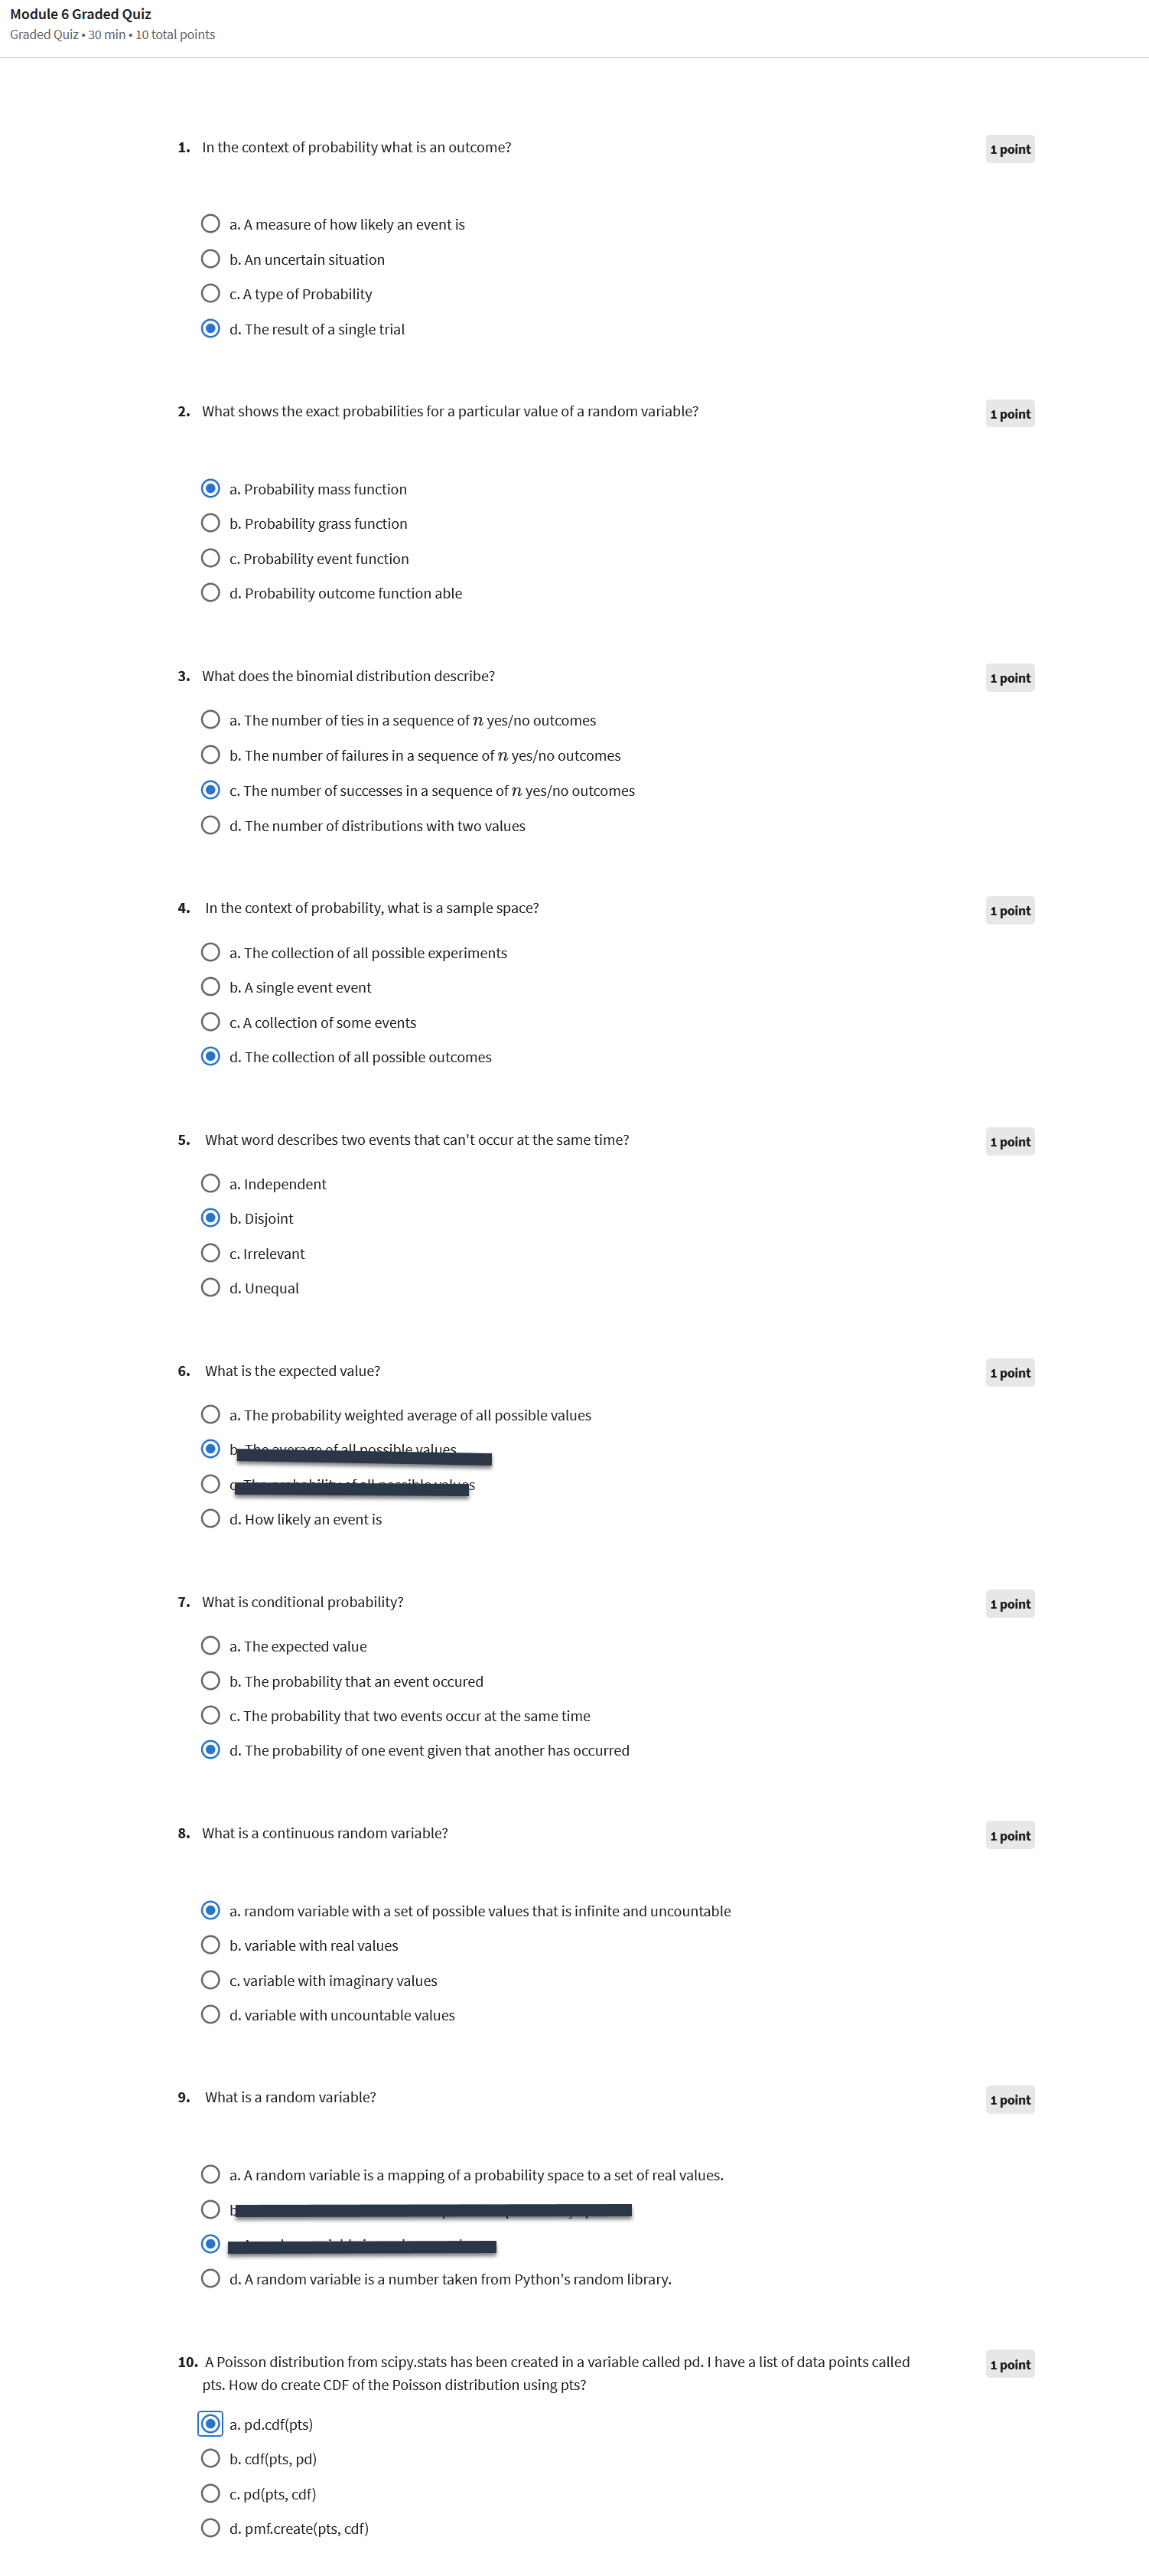 Module 6 Graded Quiz
Graded Quiz • 30 min • 10 total points
1. In the context of probability what is an outcome?
1 point
a. A measure of how likely an event is
b. An uncertain situation
c. A type of Probability
d. The result of a single trial
2. What shows the exact probabilities for a particular value of a random variable?
1 point
a. Probability mass function
b. Probability grass function
c. Probability event function
d. Probability outcome function able
3. What does the binomial distribution describe?
1 point
a. The number of ties in a sequence of n yes/no outcomes
b. The number of failures in a sequence of n yes/no outcomes
c. The number of successes in a sequence of n yes/no outcomes
d. The number of distributions with two values
4. In the context of probability, what is a sample space?
1 point
a. The collection of all possible experiments
b. A single event event
c. A collection of some events
d. The collection of all possible outcomes
5. What word describes two events that can't occur at the same time?
1 point
a. Independent
b. Disjoint
c. Irrelevant
d. Unequal
6. What is the expected value?
1 point
a. The probability weighted average of all possible values
b. The average of all possible values
c. The probability of all possible values
d. How likely an event is
7. What is conditional probability?
1 point
a. The expected value
b. The probability that an event occured
c. The probability that two events occur at the same time
d. The probability of one event given that another has occurred
8. What is a continuous random variable?
1 point
a. random variable with a set of possible values that is infinite and uncountable
b. variable with real values
c. variable with imaginary values
d. variable with uncountable values
9. What is a random variable?
1 point
a. A random variable is a mapping of a probability space to a set of real values.
b
d. A random variable is a number taken from Python's random library.
10. A Poisson distribution from scipy.stats has been created in a variable called pd. I have a list of data points called
pts. How do create CDF of the Poisson distribution using pts?
1 point
a. pd.cdf(pts)
b. cdf(pts, pd)
c. pd(pts, cdf)
d. pmf.create(pts, cdf)